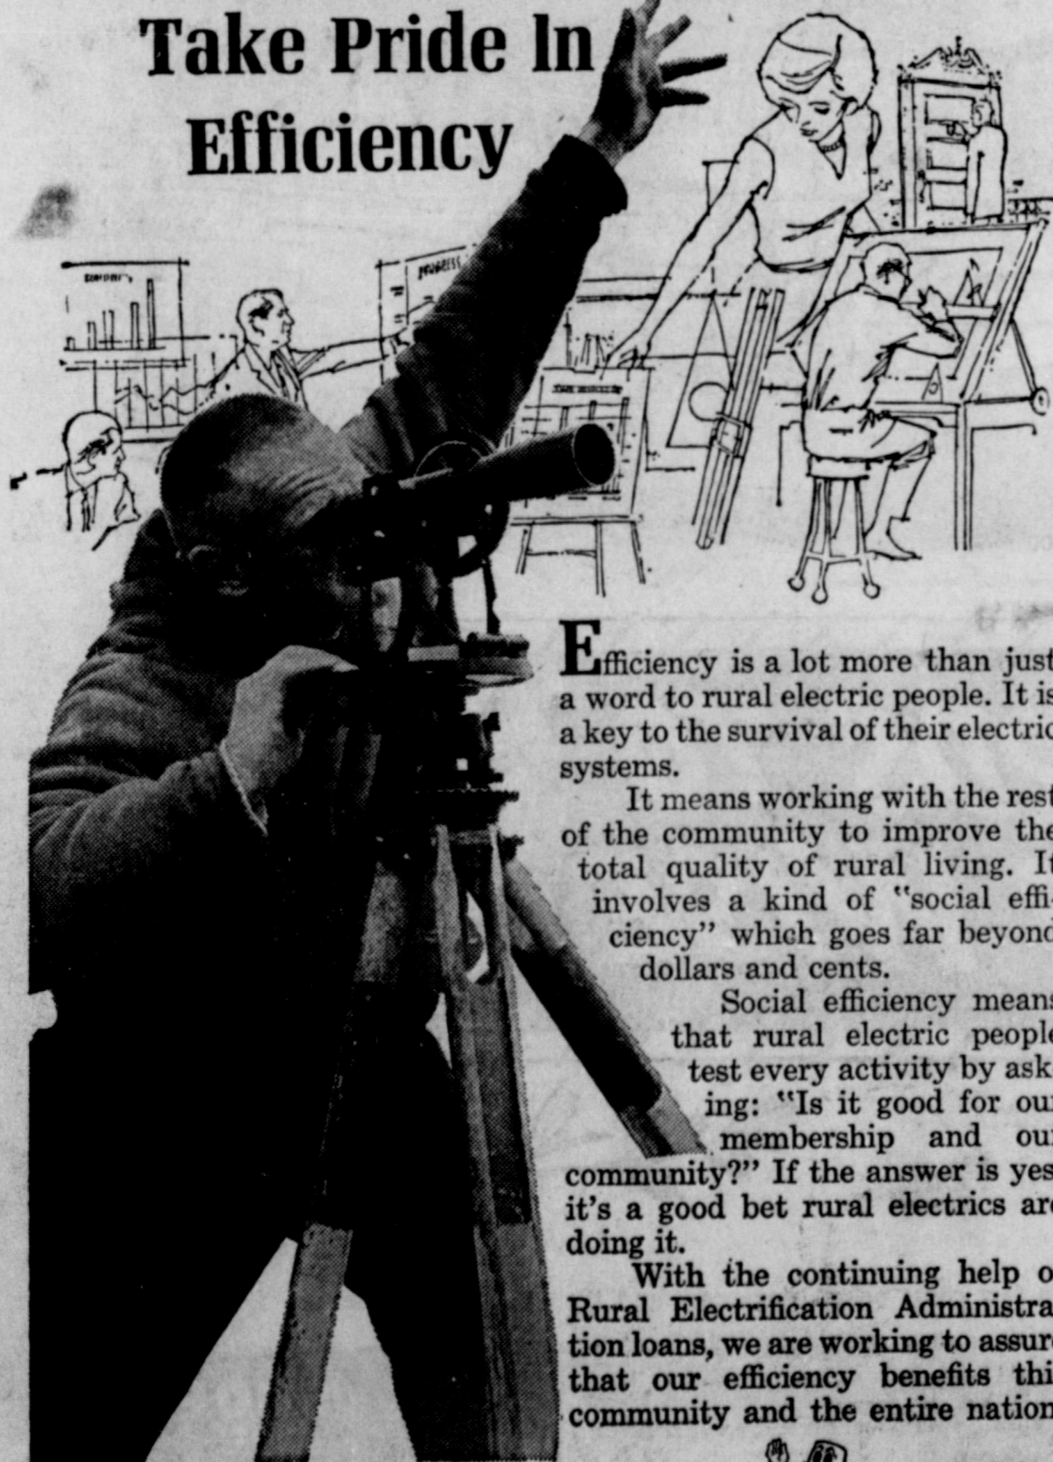 Take Pride In
Efficiency
PROGRESS
Efficiency is a lot more than just
a word to rural electric people. It is
a key to the survival of their electric
systems.
It means working with the rest
of the community to improve the
total quality of rural living. It
involves a kind of "social effi-
ciency" which goes far beyond
dollars and cents.
Social efficiency means
that rural electric people
test every activity by ask-
ing: "Is it good for our
membership and our
community?" If the answer is yes
it's a good bet rural electrics are
doing it.
With the continuing help o
Rural Electrification Administra
tion loans, we are working to assure
that our efficiency benefits thi
community and the entire nation